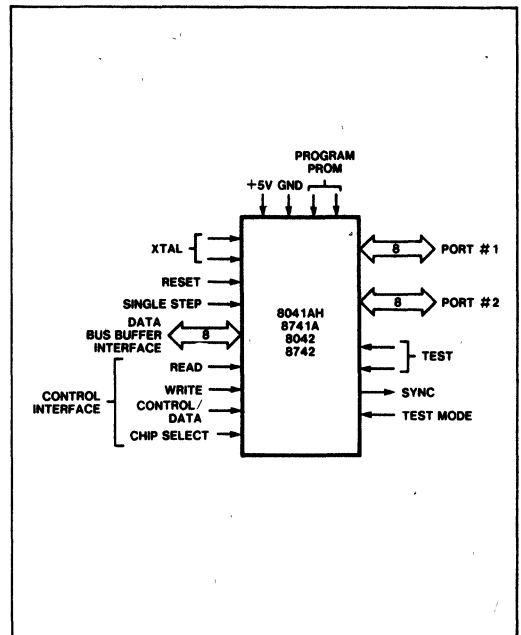 PROGRAM
PROM
+5V GND
XTAL
RESET
SINGLE STEP
DATA
BUS BUFFER
INTERFACE
8
READ
WRITE
CONTROL/
DATA
CHIP SELECT
CONTROL
INTERFACE
8041AH
8741A
8042
8742
8
PORT #1
8
PORT #2
TEST
SYNC
TEST MODE